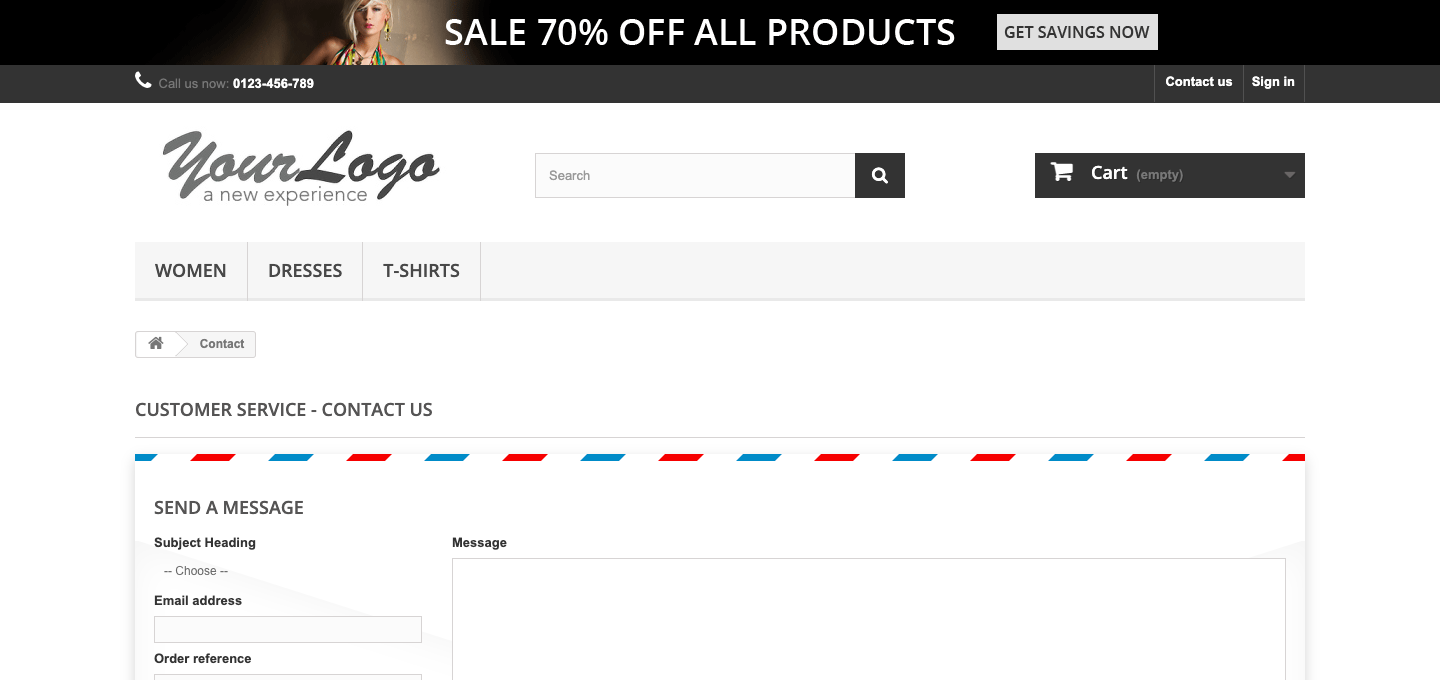 SALE 70% OFF ALL PRODUCTS
GET SAVINGS NOW
Call us now: 0123-456-789
Contact us
Sign in
YourLogo
a new experience
Search
Cart (empty)
WOMEN
DRESSES
T-SHIRTS
Contact
CUSTOMER SERVICE - CONTACT US
SEND A MESSAGE
Subject Heading
-- Choose --
Email address
Order reference
Message